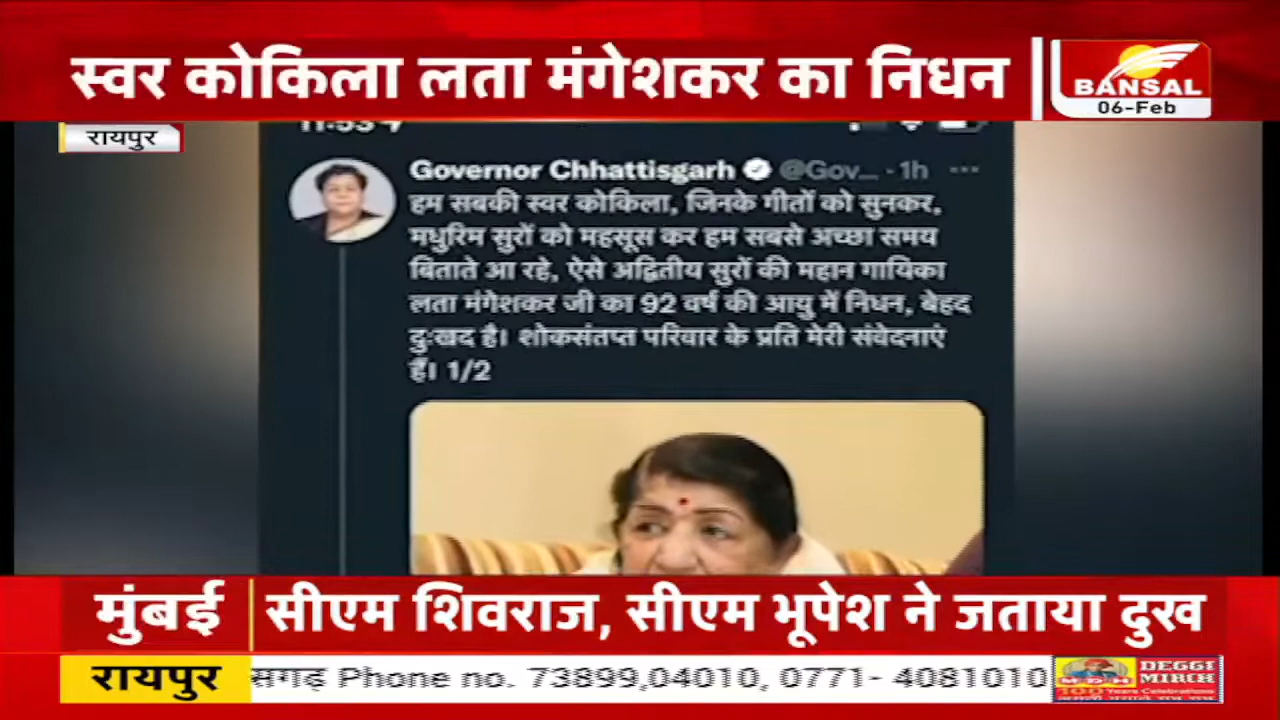 स्वर कोकिला लता मंगेशकर का निधन
BANSAL
06-Feb
रायपुर
11:53
Governor Chhattisgarh @Gov... · 1h ...
हम सबकी स्वर कोकिला, जिनके गीतों को सुनकर,
मधुरिम सुरों को महसूस कर हम सबसे अच्छा समय
बिताते आ रहे, ऐसे अद्वितीय सुरों की महान गायिका
लता मंगेशकर जी का 92 वर्ष की आयु में निधन, बेहद
दुःखद है। शोकसंतप्त परिवार के प्रति मेरी संवेदनाएं
हैं। 1/2
मुंबई
सीएम शिवराज, सीएम भूपेश ने जताया दुख
रायपुर
सगढ़ Phone no. 73899,04010, 0771- 4081010
M.D.H
DEGGI
MIRCH
100 Years Celebrations